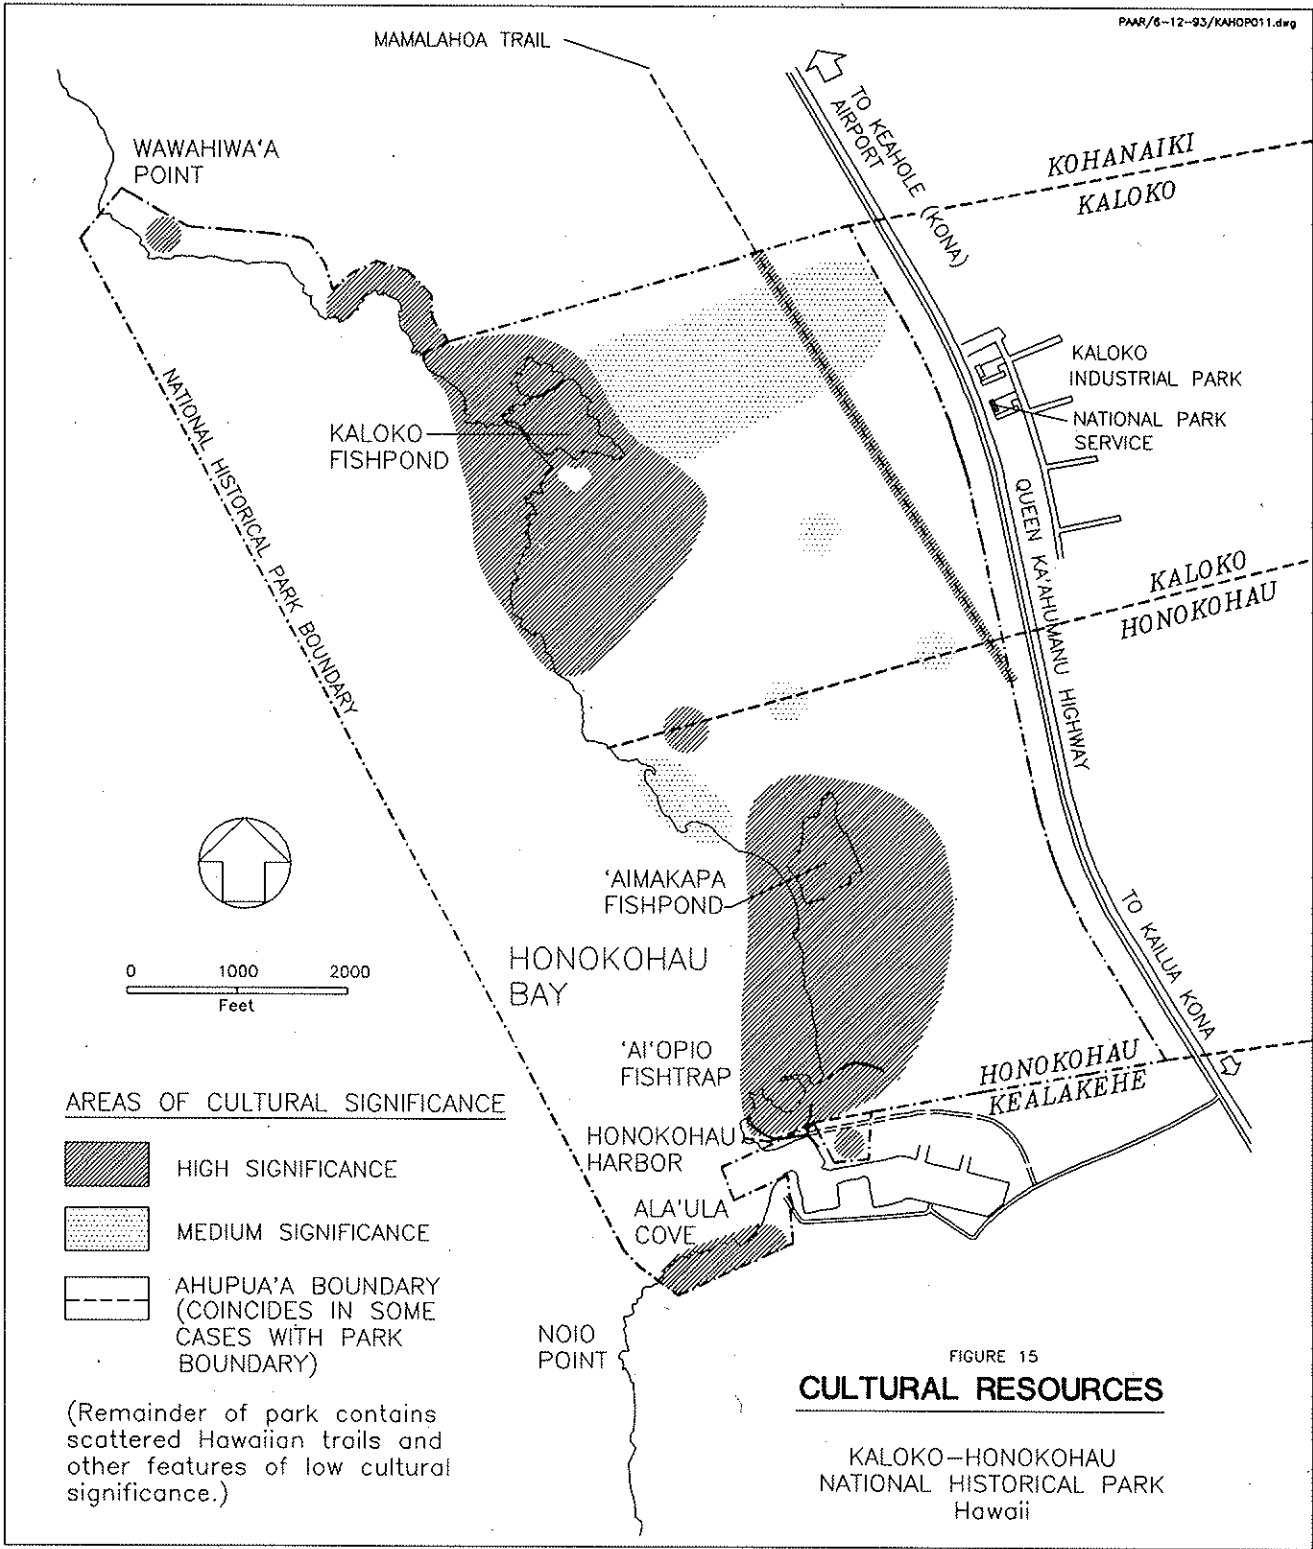 PAAR/6-12-93/KAHOP011.dwg
MAMALAHOA TRAIL
TO KEAHOLE (KONA)
AIRPORT
WAWAHIWA'A
POINT
KOHANAIKI
KALOKO
KALOKO
INDUSTRIAL PARK
NATIONAL PARK
SERVICE
KALOKO
FISHPOND
NATIONAL HISTORICAL PARK BOUNDARY
QUEEN KA'AHUMANU HIGHWAY
KALOKO
HONOKOHAU
'AIMAKAPA
FISHPOND
TO KAILUA KONA
0 1000 2000
Feet
HONOKOHAU
BAY
'AI'OPIO
FISHTRAP
HONOKOHAU
KEALAKEHE
AREAS OF CULTURAL SIGNIFICANCE
HIGH SIGNIFICANCE
MEDIUM SIGNIFICANCE
AHUPUA'A BOUNDARY
(COINCIDES IN SOME
CASES WITH PARK
BOUNDARY)
(Remainder of park contains
scattered Hawaiian trails and
other features of low cultural
significance.)
HONOKOHAU
HARBOR
ALA'ULA
COVE
NOIO
POINT
FIGURE 15
CULTURAL RESOURCES
KALOKO-HONOKOHAU
NATIONAL HISTORICAL PARK
Hawaii